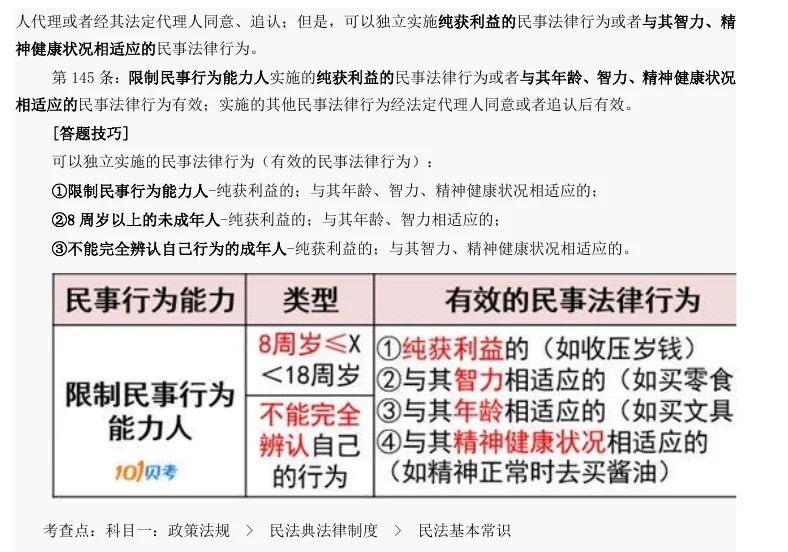 人代理或者经其法定代理人同意、追认；但是，可以独立实施纯获利益的民事法律行为或者与其智力、精
神健康状况相适应的民事法律行为。
第 145 条：限制民事行为能力人实施的纯获利益的民事法律行为或者与其年龄、智力、精神健康状况
相适应的民事法律行为有效；实施的其他民事法律行为经法定代理人同意或者追认后有效。
[答题技巧]
可以独立实施的民事法律行为（有效的民事法律行为）:
①限制民事行为能力人-纯获利益的；与其年龄、智力、精神健康状况相适应的；
②8 周岁以上的未成年人-纯获利益的；与其年龄、智力相适应的；
③不能完全辨认自己行为的成年人-纯获利益的；与其智力、精神健康状况相适应的。
民事行为能力 类型 有效的民事法律行为
限制民事行为
能力人
101贝考
8周岁≤X
＜18周岁
不能完全
辨认自己
的行为
①纯获利益的（如收压岁钱）
②与其智力相适应的（如买零食
③与其年龄相适应的（如买文具
④与其精神健康状况相适应的
（如精神正常时去买酱油）
考查点：科目一：政策法规 > 民法典法律制度 > 民法基本常识